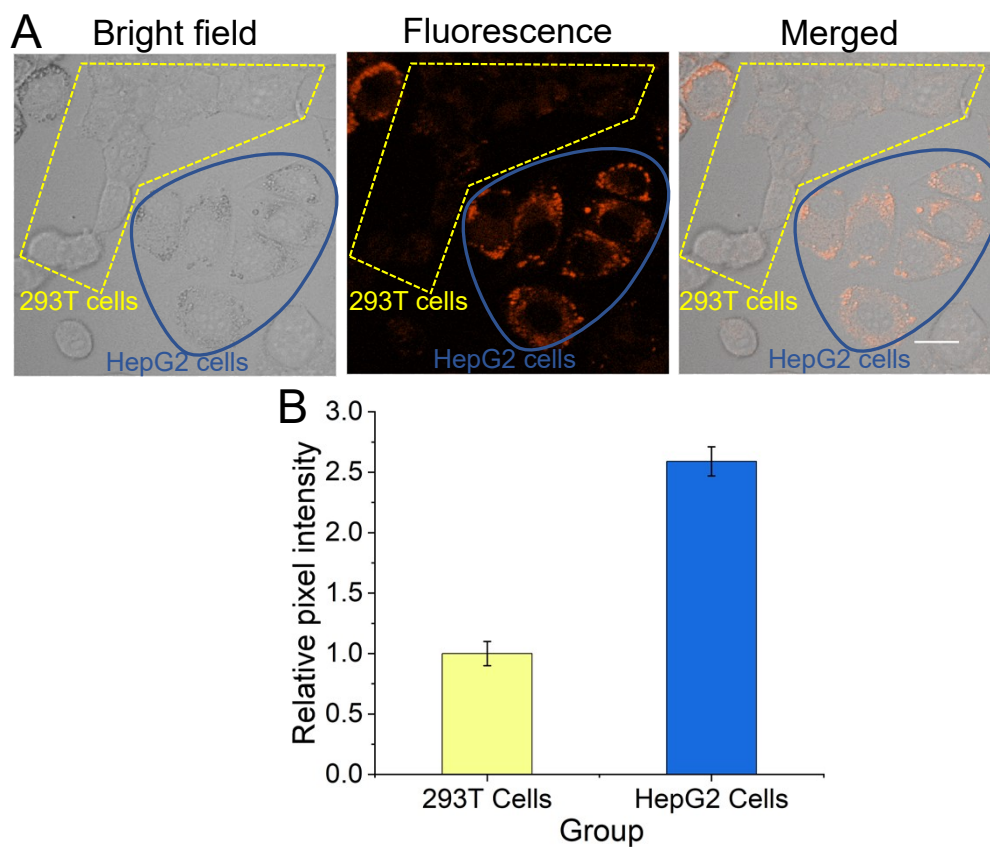 A
Bright field
Fluorescence
Merged
293T cells
HepG2 cells
293T cells
HepG2 cells
293T cells
HepG2 cells
B
3.0
2.5
2.0
1.5
1.0
0.5
0.0
Relative pixel intensity
293T Cells
HepG2 Cells
Group